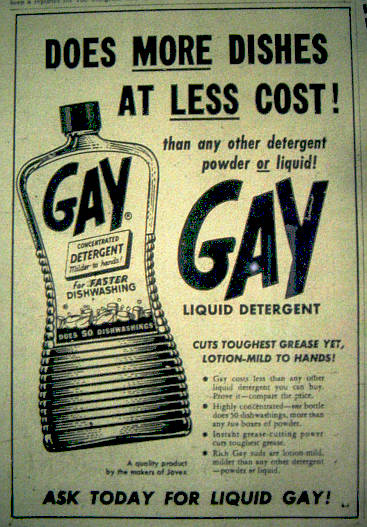 DOES MORE DISHES
AT LESS COST!
than any other detergent
powder or liquid!
GAY®
CONCENTRATED
DETERGENT
Milder to hands!
For FASTER
DISHWASHING
DOES 50 DISHWASHINGS
GAY
LIQUID DETERGENT
CUTS TOUGHEST GREASE YET,
LOTION-MILD TO HANDS!
● Gay costs less than any other
liquid detergent you can buy.
Prove it—compare the price.
● Highly concentrated—one bottle
does 50 dishwashings, more than
any two boxes of powder.
● Instant grease-cutting power
cuts toughest grease.
● Rich Gay suds are lotion-mild,
milder than any other detergent
—powder or liquid.
A quality product
by the makers of Javex
ASK TODAY FOR LIQUID GAY!